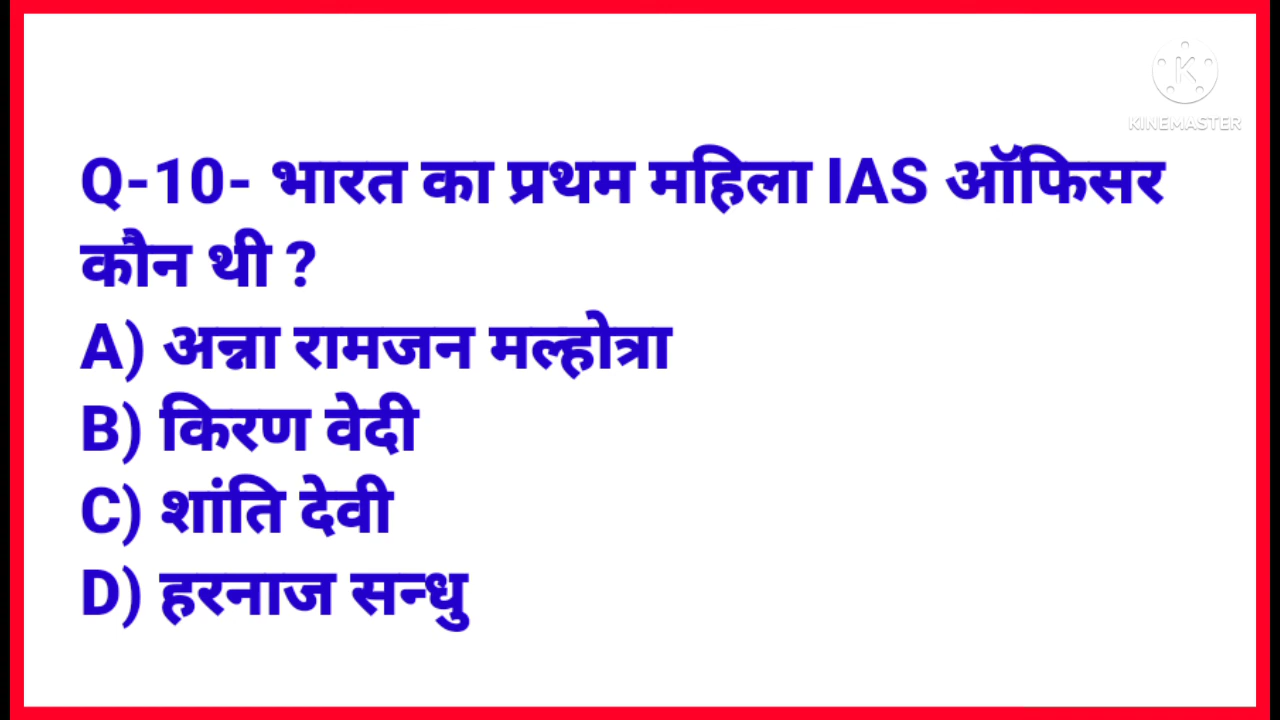 KINEMASTER
Q-10- भारत का प्रथम महिला IAS ऑफिसर
कौन थी ?
A) अन्ना रामजन मल्होत्रा
B) किरण वेदी
C) शांति देवी
D) हरनाज सन्धु